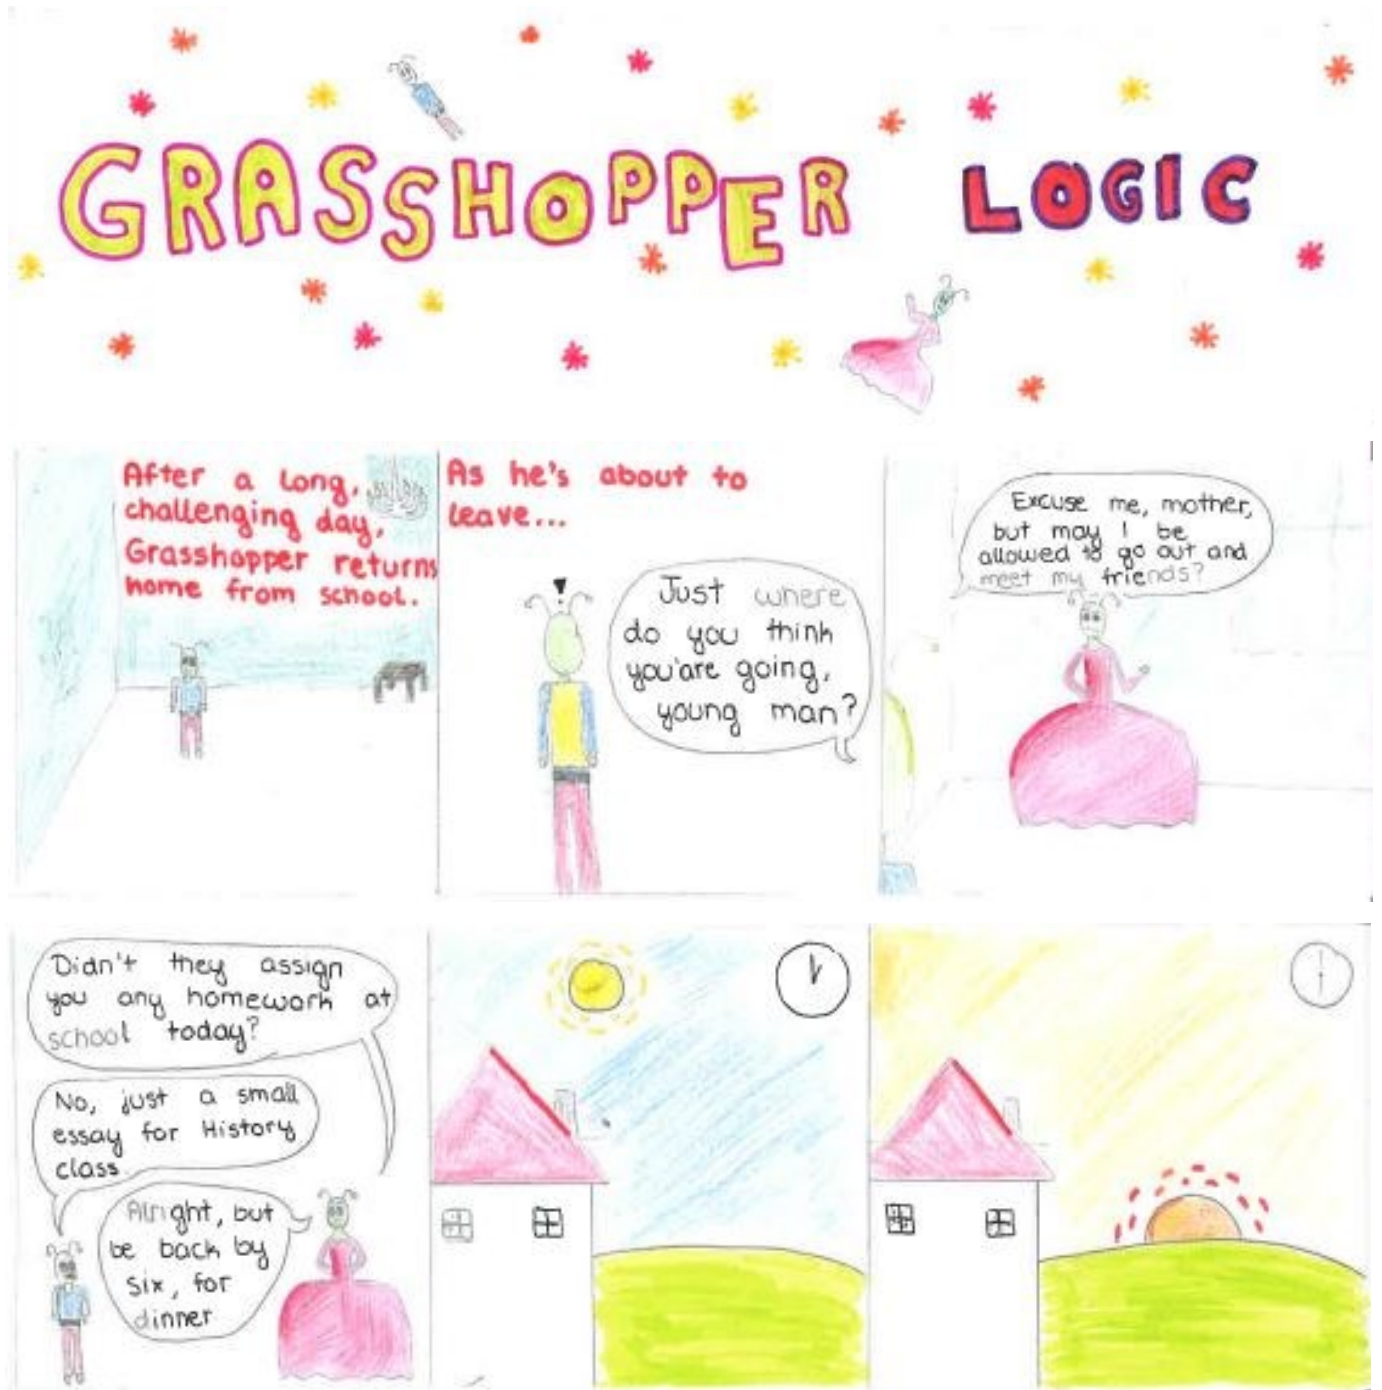 GRASSHOPPER LOGIC
After a long,
challenging day,
Grasshopper returns
home from school.
As he's about to
leave...
!
Just where
do you think
you'are going,
young man?
Excuse me, mother,
but may I be
allowed to go out and
meet my friends?
Didn't they assign
you any homework at
school today?
No, just a small
essay for History
class
Alright, but
be back by
six, for
dinner